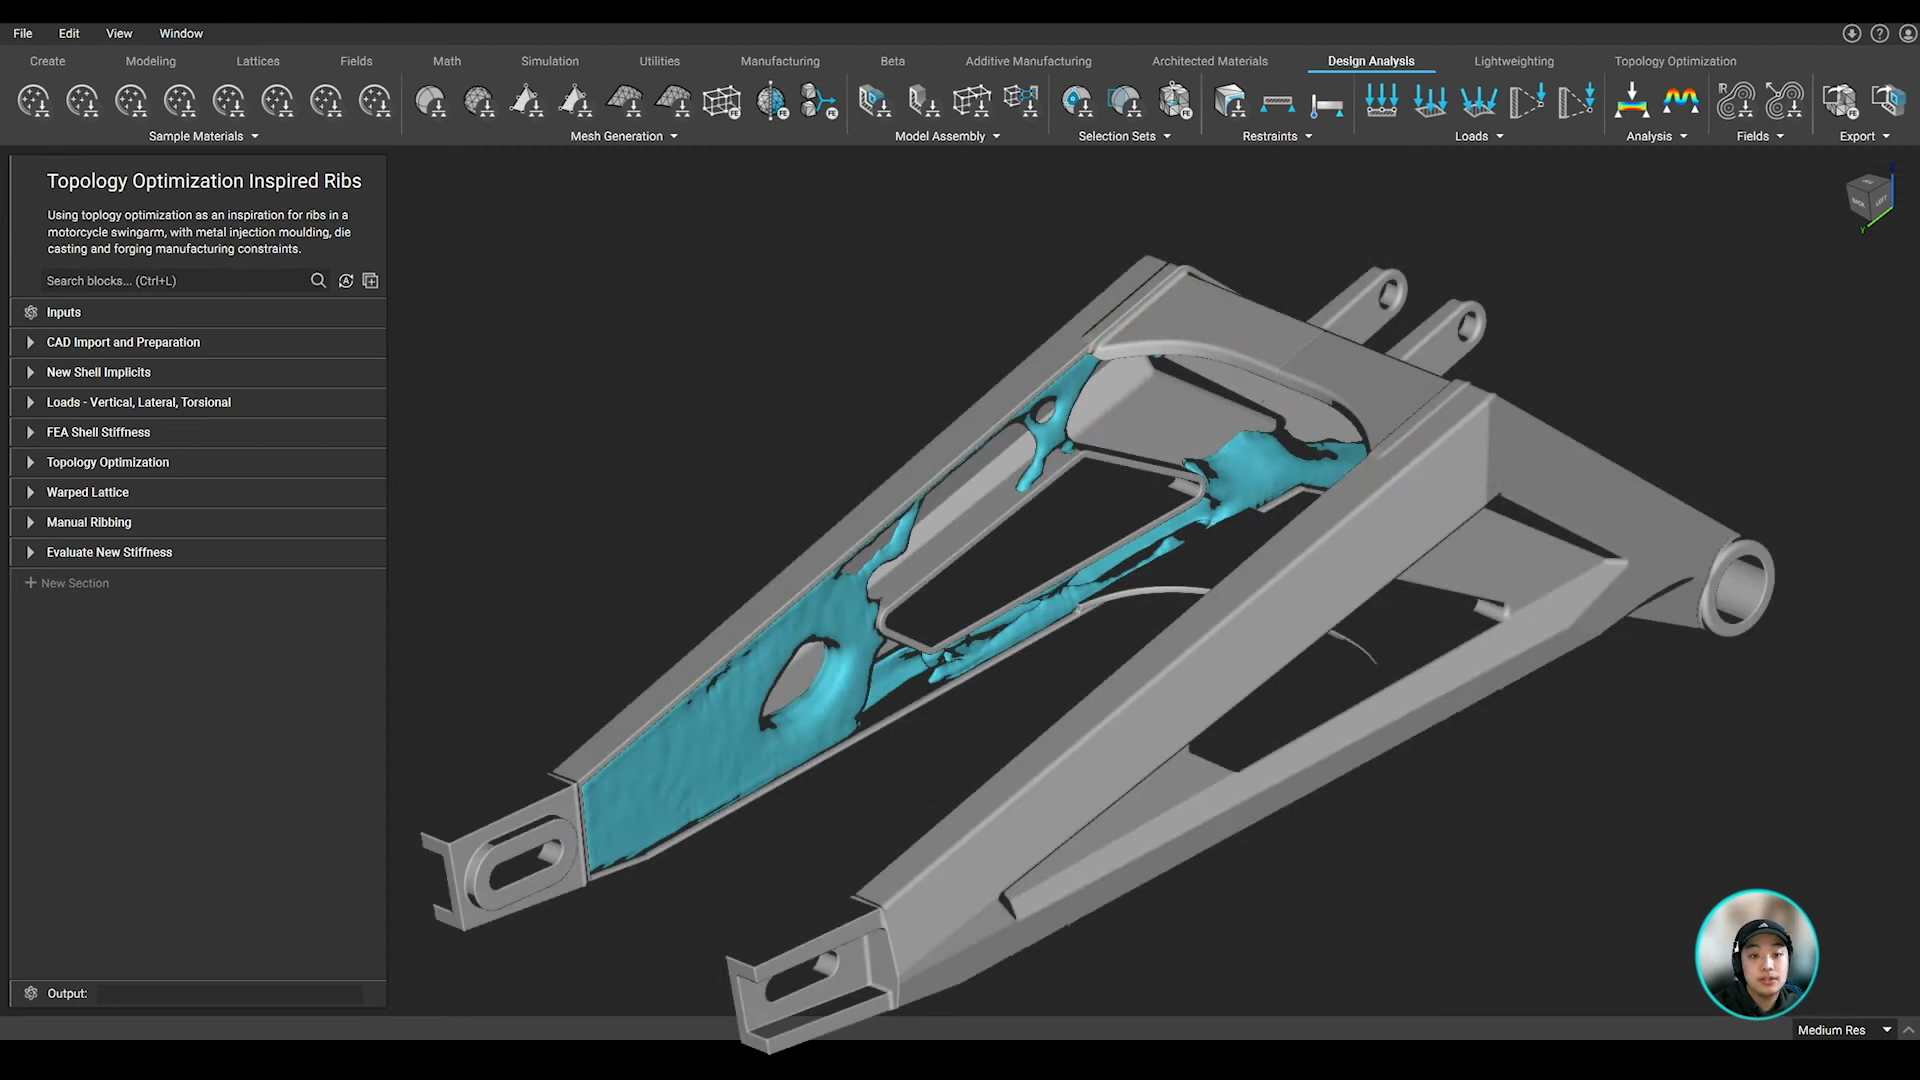 File Edit View Window
Create Modeling Lattices Fields Math Simulation Utilities Manufacturing Beta Additive Manufacturing Architected Materials Design Analysis Lightweighting Topology Optimization
Sample Materials Mesh Generation Model Assembly Selection Sets Restraints Loads Analysis Fields Export
Topology Optimization Inspired Ribs
Using toplogy optimization as an inspiration for ribs in a
motorcycle swingarm, with metal injection moulding, die
casting and forging manufacturing constraints.
Search blocks... (Ctrl+L)
Inputs
CAD Import and Preparation
New Shell Implicits
Loads - Vertical, Lateral, Torsional
FEA Shell Stiffness
Topology Optimization
Warped Lattice
Manual Ribbing
Evaluate New Stiffness
+ New Section
Output:
BACK LEFT
Y
Medium Res